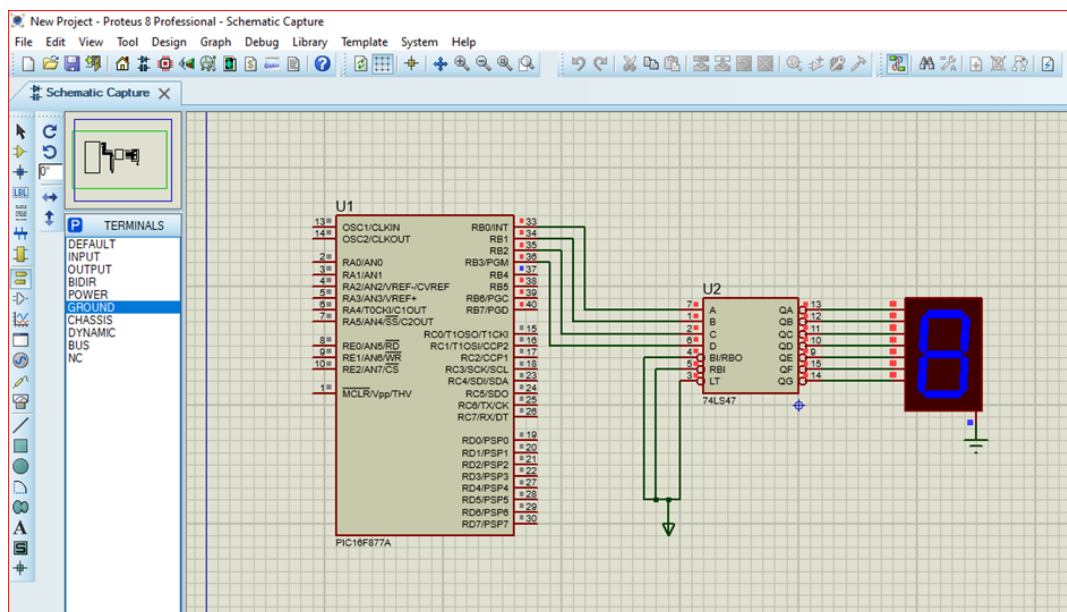 New Project - Proteus 8 Professional - Schematic Capture
File Edit View Tool Design Graph Debug Library Template System Help
Schematic Capture
0°
LBL
P TERMINALS
DEFAULT
INPUT
OUTPUT
BIDIR
POWER
GROUND
CHASSIS
DYNAMIC
BUS
NC
A
S
U1
13 OSC1/CLKIN
14 OSC2/CLKOUT
2 RA0/AN0
3 RA1/AN1
4 RA2/AN2/VREF-/CVREF
5 RA3/AN3/VREF+
6 RA4/T0CKI/C1OUT
7 RA5/AN4/SS/C2OUT
8 RE0/AN5/RD
9 RE1/AN6/WR
10 RE2/AN7/CS
1 MCLR/Vpp/THV
RB0/INT 33
RB1 34
RB2 35
RB3/PGM 36
RB4 37
RB5 38
RB6/PGC 39
RB7/PGD 40
RC0/T1OSO/T1CKI 15
RC1/T1OSI/CCP2 16
RC2/CCP1 17
RC3/SCK/SCL 18
RC4/SDI/SDA 23
RC5/SDO 24
RC6/TX/CK 25
RC7/RX/DT 26
RD0/PSP0 19
RD1/PSP1 20
RD2/PSP2 21
RD3/PSP3 22
RD4/PSP4 27
RD5/PSP5 28
RD6/PSP6 29
RD7/PSP7 30
PIC16F877A
U2
7 A QA 13
1 B QB 12
2 C QC 11
6 D QD 10
4 BI/RBO QE 9
5 RBI QF 15
3 LT QG 14
74LS47
8